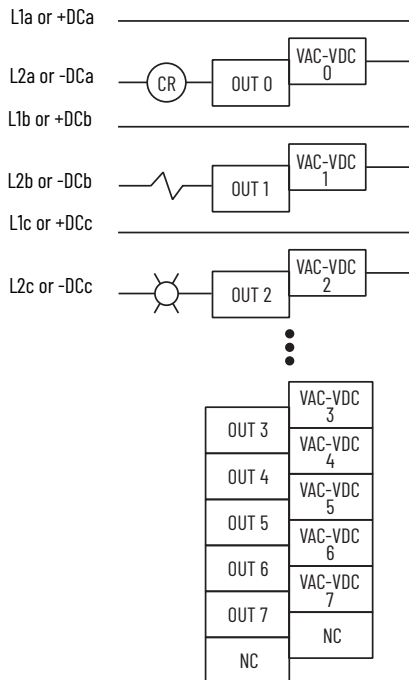 L1a or +DCa
L2a or -DCa
CR
OUT 0
VAC-VDC
0
L1b or +DCb
L2b or -DCb
OUT 1
VAC-VDC
1
L1c or +DCc
L2c or -DCc
OUT 2
VAC-VDC
2
VAC-VDC
3
OUT 3
VAC-VDC
4
OUT 4
VAC-VDC
5
OUT 5
VAC-VDC
6
OUT 6
VAC-VDC
7
OUT 7
NC
NC